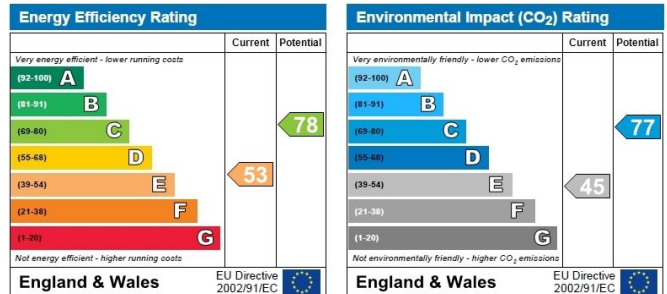 Energy Efficiency Rating
Current Potential
Very energy efficient - lower running costs
(92-100) A
(81-91) B
(69-80) C
(55-68) D
(39-54) E
(21-38) F
(1-20) G
53
78
Not energy efficient - higher running costs
England & Wales
EU Directive
2002/91/EC
Environmental Impact (CO₂) Rating
Current Potential
Very environmentally friendly - lower CO₂ emissions
(92-100) A
(81-91) B
(69-80) C
(55-68) D
(39-54) E
(21-38) F
(1-20) G
45
77
Not environmentally friendly - higher CO₂ emissions
England & Wales
EU Directive
2002/91/EC